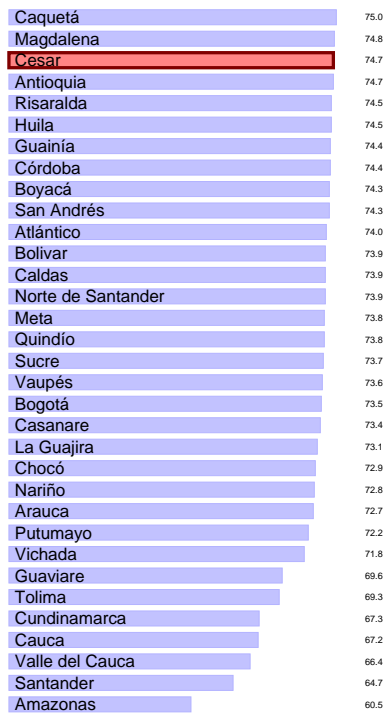 Caquetá 75.0
Magdalena 74.8
Cesar 74.7
Antioquia 74.7
Risaralda 74.5
Huila 74.5
Guainía 74.4
Córdoba 74.4
Boyacá 74.3
San Andrés 74.3
Atlántico 74.0
Bolivar 73.9
Caldas 73.9
Norte de Santander 73.9
Meta 73.8
Quindío 73.8
Sucre 73.7
Vaupés 73.6
Bogotá 73.5
Casanare 73.4
La Guajira 73.1
Chocó 72.9
Nariño 72.8
Arauca 72.7
Putumayo 72.2
Vichada 71.8
Guaviare 69.6
Tolima 69.3
Cundinamarca 67.3
Cauca 67.2
Valle del Cauca 66.4
Santander 64.7
Amazonas 60.5